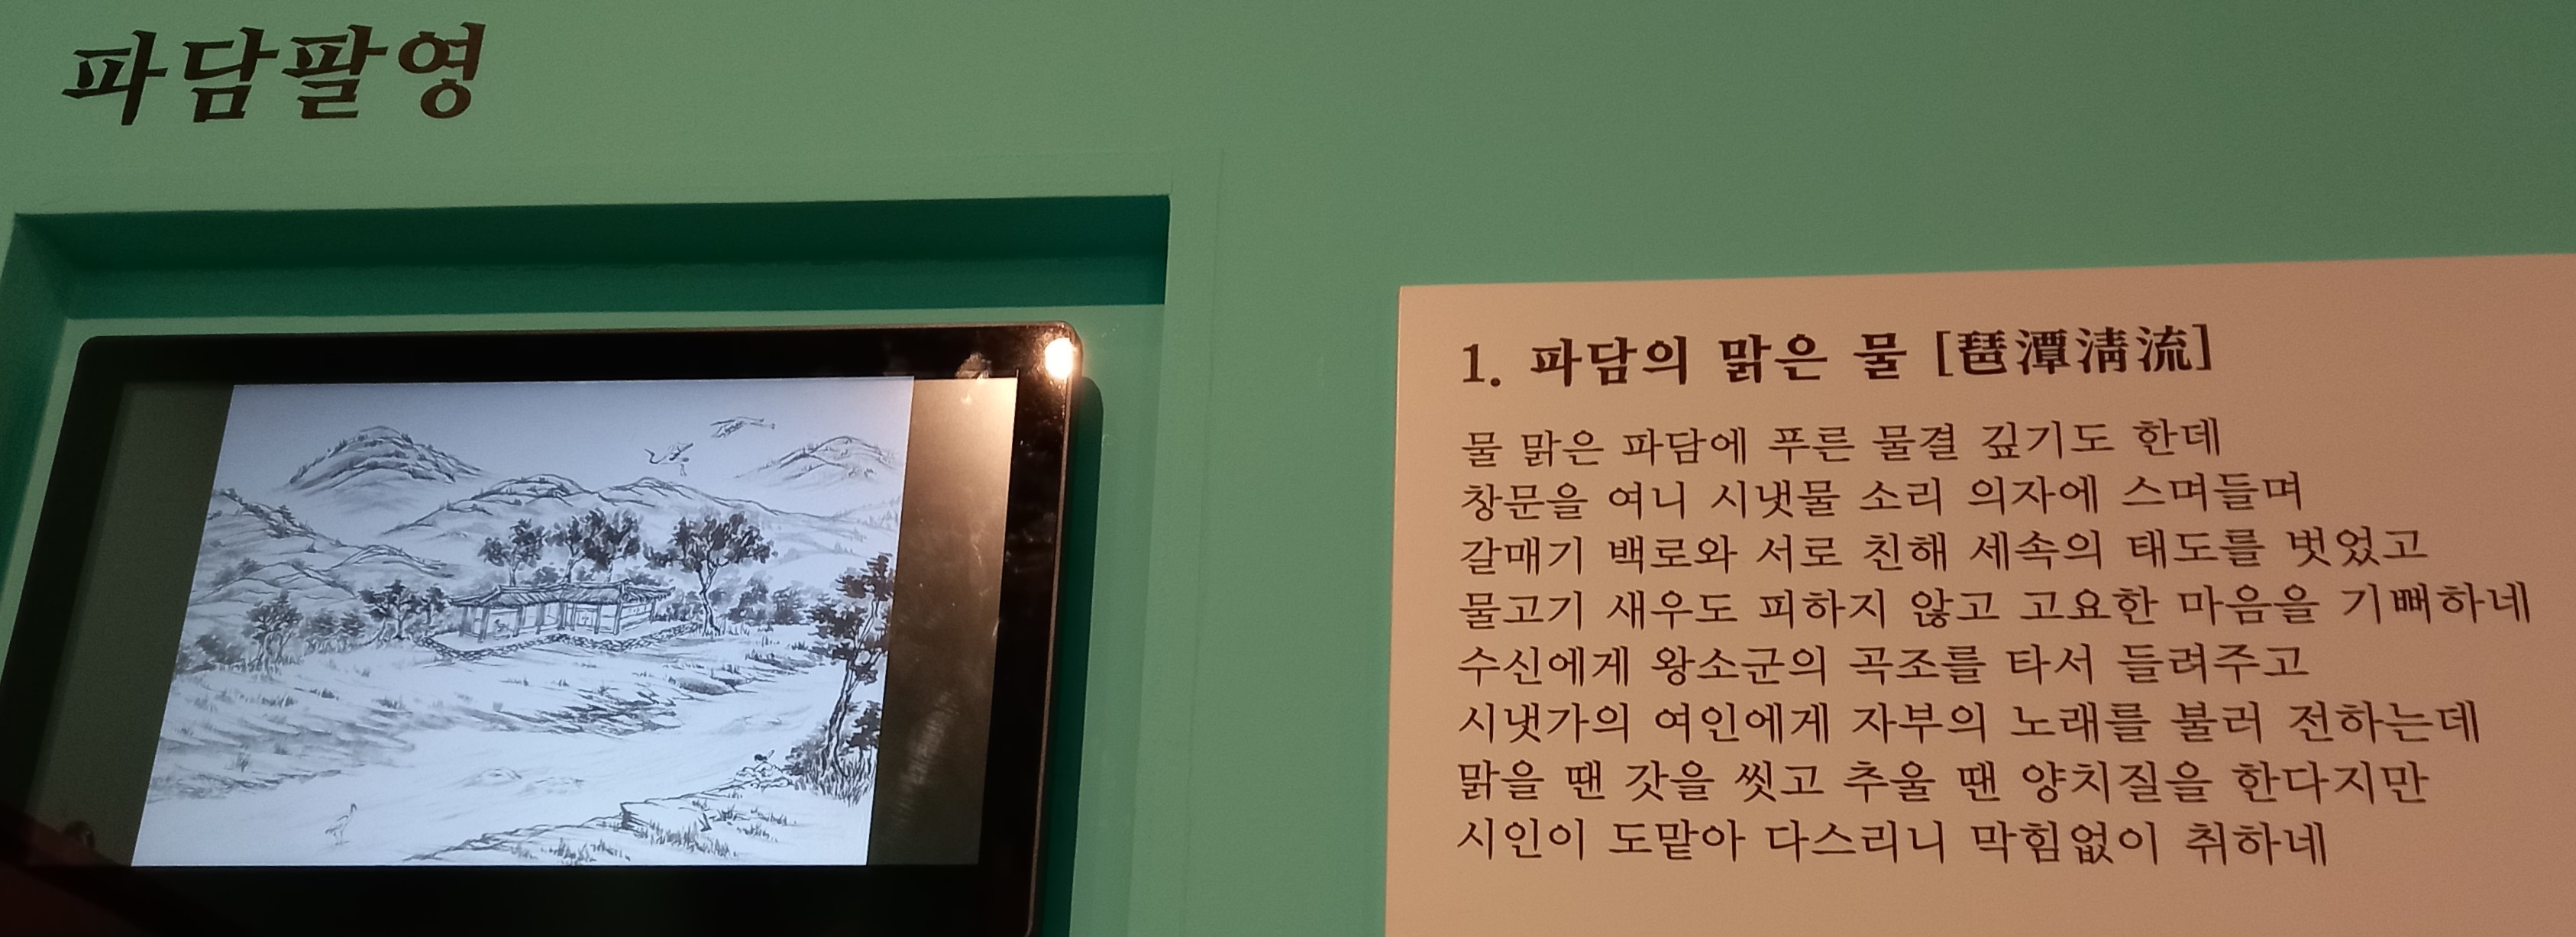 파담팔영
1. 파담의 맑은 물 [琶潭淸流]
물 맑은 파담에 푸른 물결 깊기도 한데
창문을 여니 시냇물 소리 의자에 스며들며
갈매기 백로와 서로 친해 세속의 태도를 벗었고
물고기 새우도 피하지 않고 고요한 마음을 기뻐하네
수신에게 왕소군의 곡조를 타서 들려주고
시냇가의 여인에게 자부의 노래를 불러 전하는데
맑을 땐 갓을 씻고 추울 땐 양치질을 한다지만
시인이 도맡아 다스리니 막힘없이 취하네